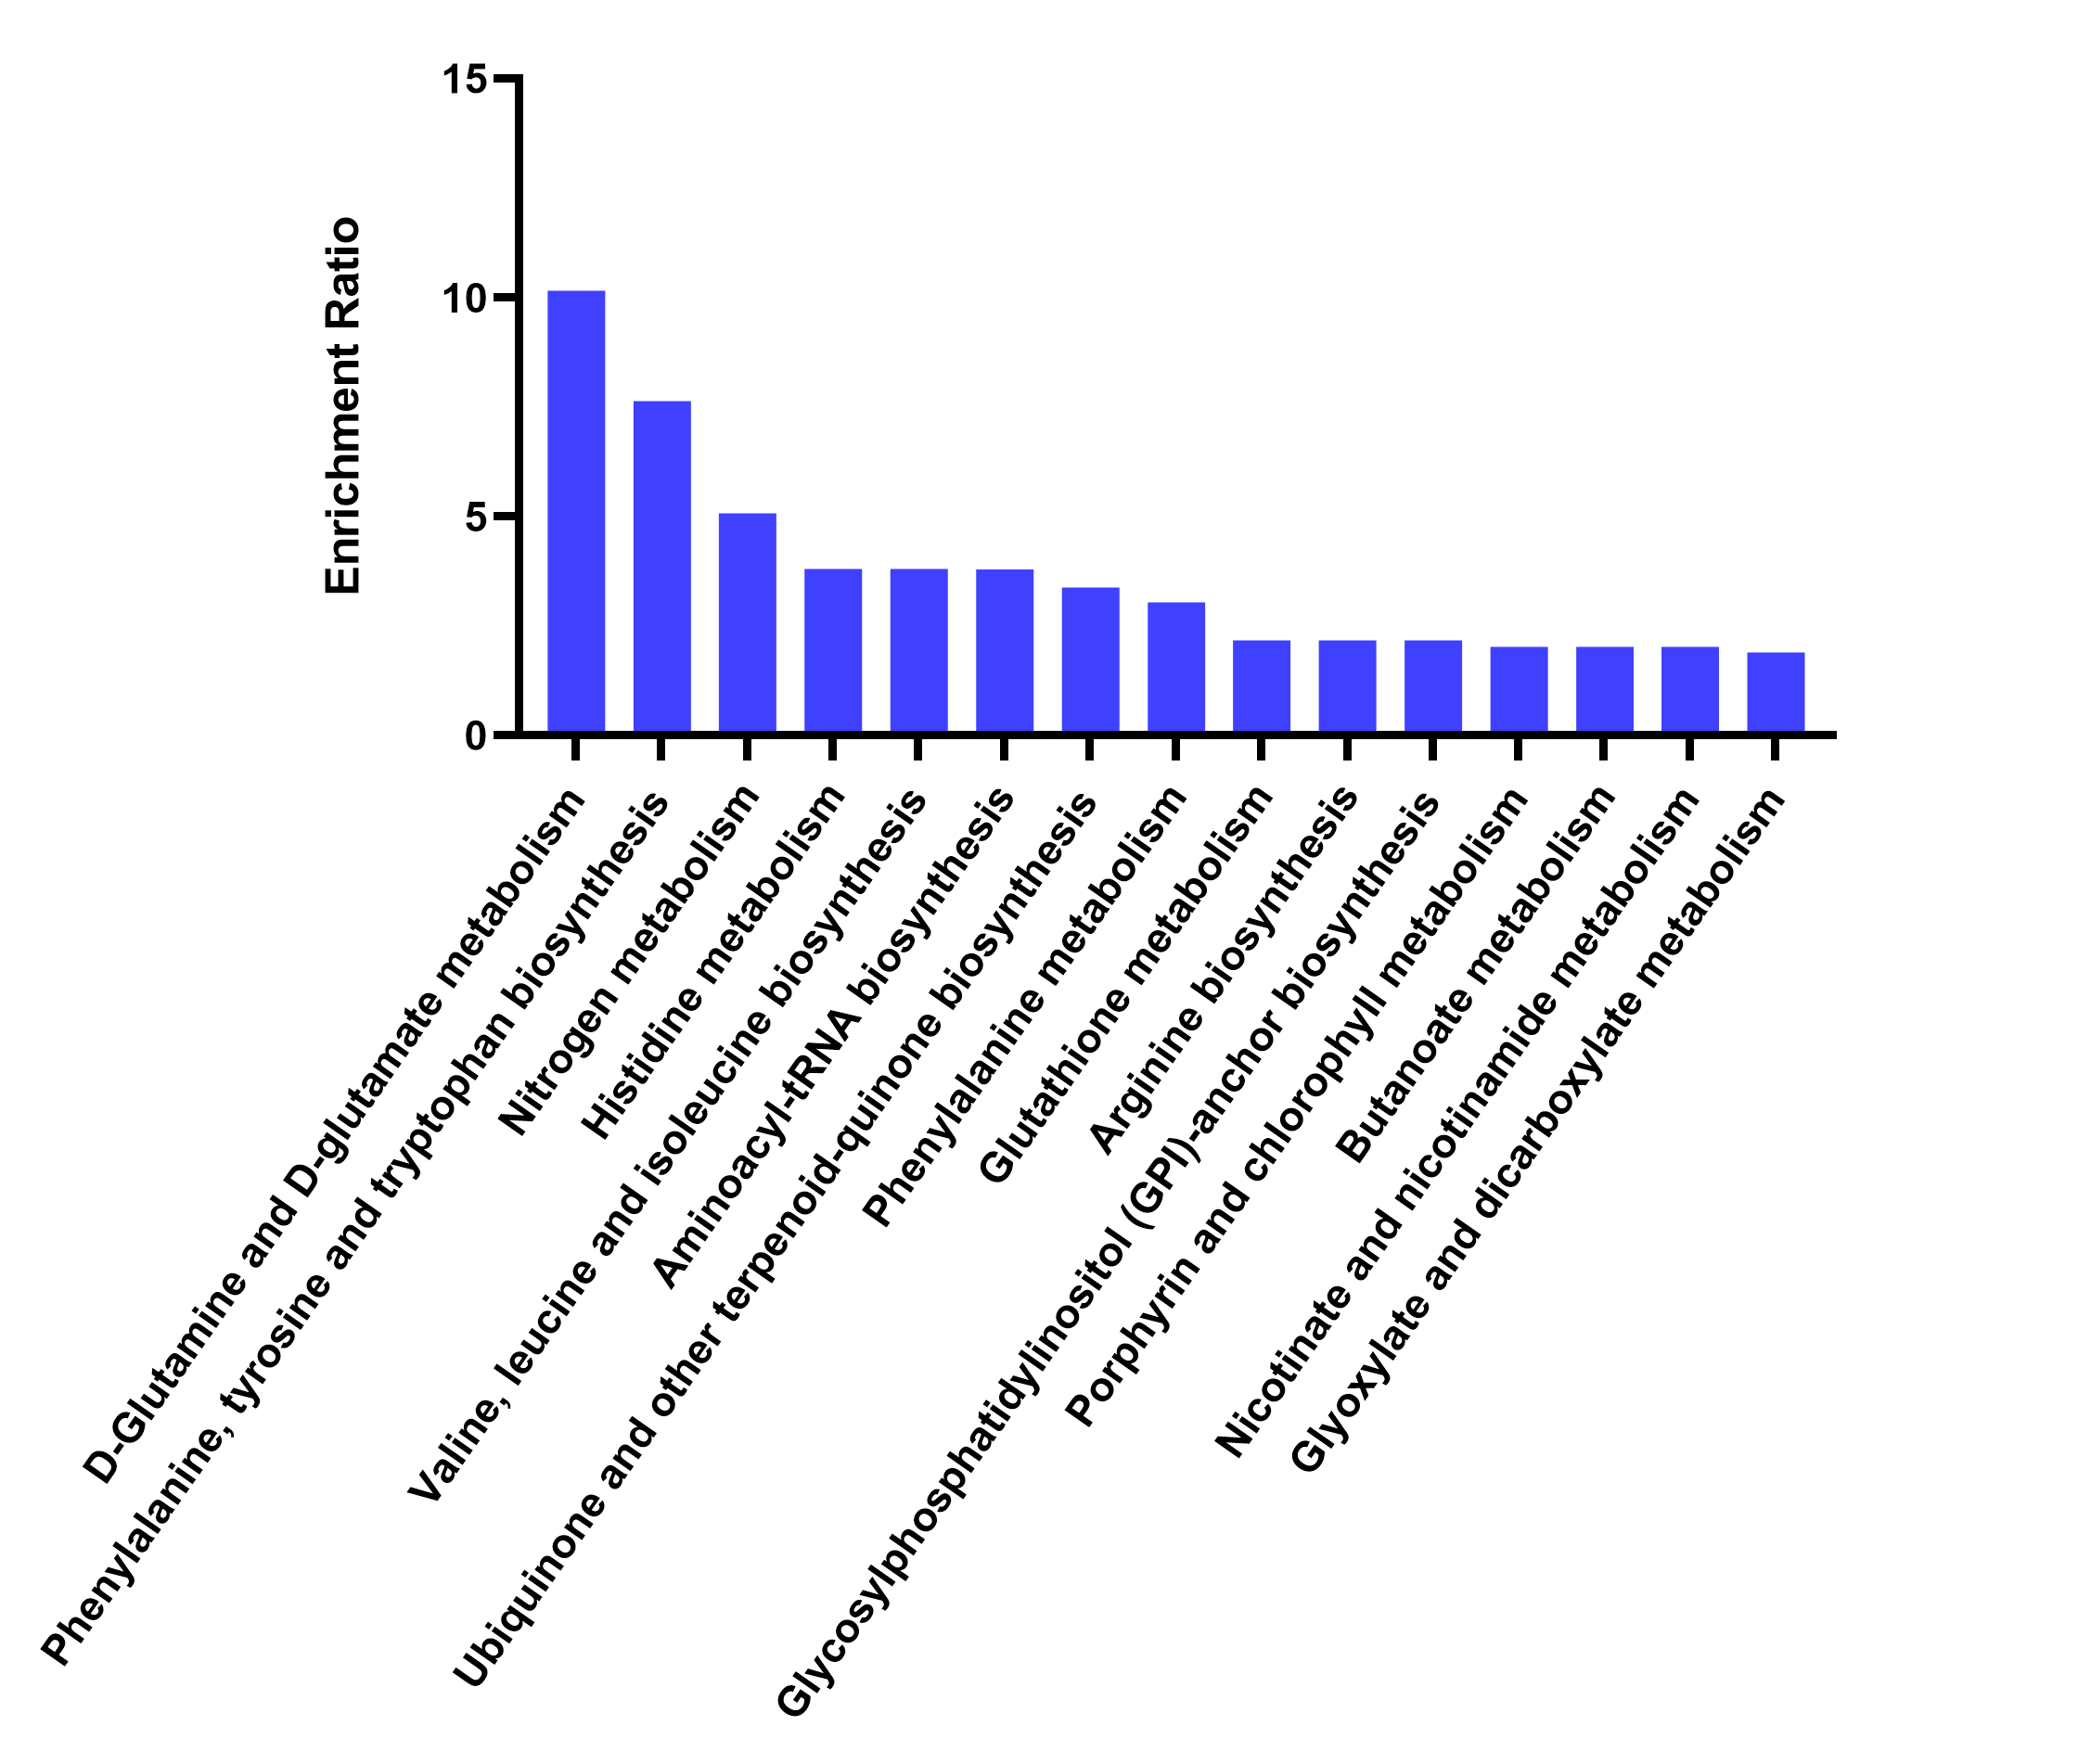 15
10
5
0
Enrichment Ratio
D-Glutamine and D-glutamate metabolism
Phenylalanine, tyrosine and tryptophan biosynthesis
Nitrogen metabolism
Histidine metabolism
Valine, leucine and isoleucine biosynthesis
Aminoacyl-tRNA biosynthesis
Ubiquinone and other terpenoid-quinone biosynthesis
Phenylalanine metabolism
Glutathione metabolism
Arginine biosynthesis
Glycosylphosphatidylinositol (GPI)-anchor biosynthesis
Porphyrin and chlorophyll metabolism
Butanoate metabolism
Nicotinate and nicotinamide metabolism
Glyoxylate and dicarboxylate metabolism